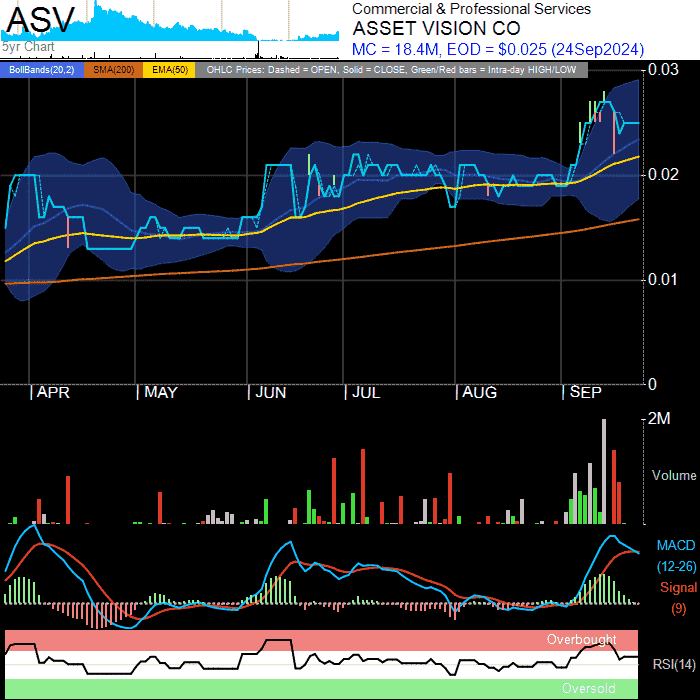 ASV
5yr Chart
Commercial & Professional Services
ASSET VISION CO
MC = 18.4M, EOD = $0.025 (24Sep2024)
BollBands(20,2) SMA(200) EMA(50) OHLC Prices: Dashed = OPEN, Solid = CLOSE, Green/Red bars = Intra-day HIGH/LOW
0.03
0.02
0.01
0
APR MAY JUN JUL AUG SEP
2M
Volume
MACD
(12-26)
Signal
(9)
Overbought
RSI(14)
Oversold